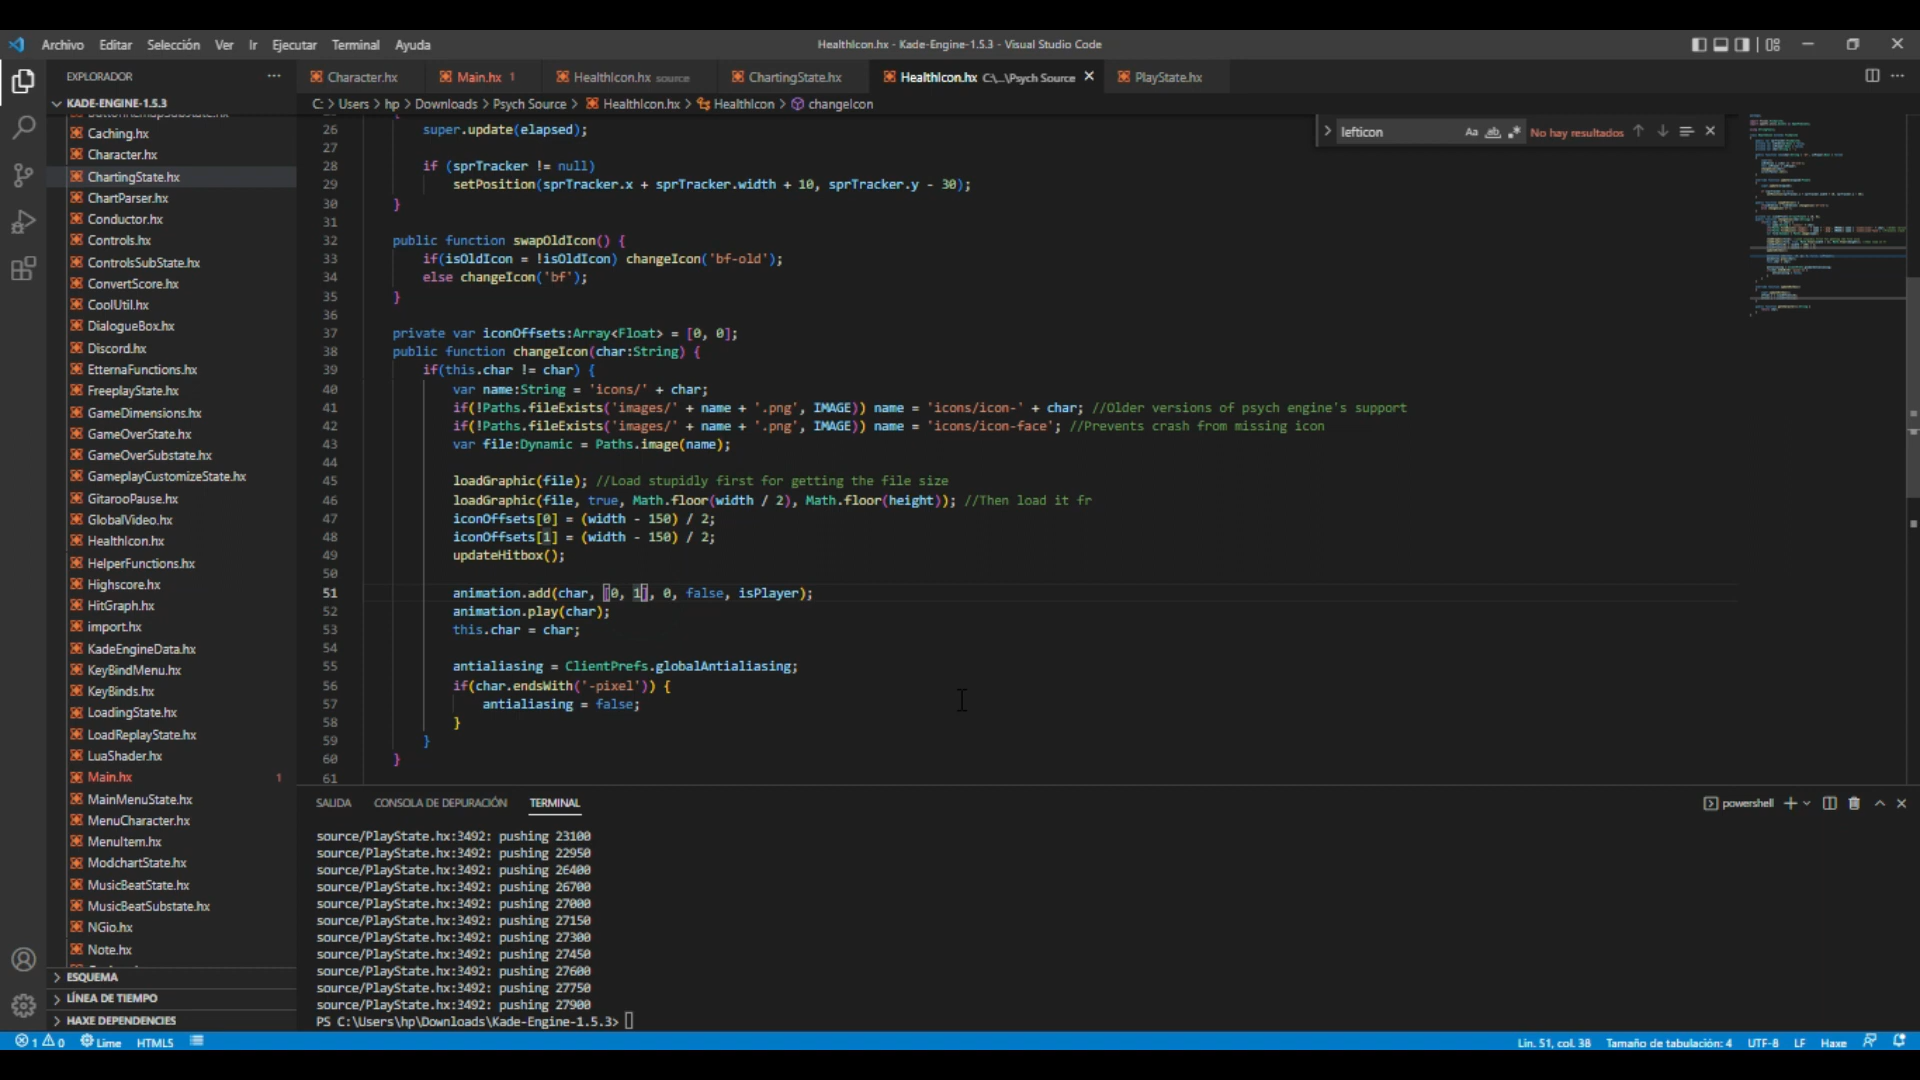 Archivo Editar Selección Ver Ir Ejecutar Terminal Ayuda
HealthIcon.hx - Kade-Engine-1.5.3 - Visual Studio Code
EXPLORADOR
Character.hx
Main.hx 1
HealthIcon.hx source
ChartingState.hx
HealthIcon.hx C:\...\Psych Source
PlayState.hx
KADE-ENGINE-1.5.3
C: > Users > hp > Downloads > Psych Source > HealthIcon.hx > HealthIcon > changeIcon
lefticon
No hay resultados
Caching.hx
Character.hx
ChartingState.hx
ChartParser.hx
Conductor.hx
Controls.hx
ControlsSubState.hx
ConvertScore.hx
CoolUtil.hx
DialogueBox.hx
Discord.hx
EtternaFunctions.hx
FreeplayState.hx
GameDimensions.hx
GameOverState.hx
GameOverSubstate.hx
GameplayCustomizeState.hx
GitarooPause.hx
GlobalVideo.hx
HealthIcon.hx
HelperFunctions.hx
Highscore.hx
HitGraph.hx
import.hx
KadeEngineData.hx
KeyBindMenu.hx
KeyBinds.hx
LoadingState.hx
LoadReplayState.hx
LuaShader.hx
Main.hx 1
MainMenuState.hx
MenuCharacter.hx
MenuItem.hx
ModchartState.hx
MusicBeatState.hx
MusicBeatSubstate.hx
NGio.hx
Note.hx
ESQUEMA
LÍNEA DE TIEMPO
HAXE DEPENDENCIES
26 super.update(elapsed);
27
28 if (sprTracker != null)
29 setPosition(sprTracker.x + sprTracker.width + 10, sprTracker.y - 30);
30 }
31
32 public function swapOldIcon() {
33 if(isOldIcon = !isOldIcon) changeIcon('bf-old');
34 else changeIcon('bf');
35 }
36
37 private var iconOffsets:Array<Float> = [0, 0];
38 public function changeIcon(char:String) {
39 if(this.char != char) {
40 var name:String = 'icons/' + char;
41 if(!Paths.fileExists('images/' + name + '.png', IMAGE)) name = 'icons/icon-' + char; //Older versions of psych engine's support
42 if(!Paths.fileExists('images/' + name + '.png', IMAGE)) name = 'icons/icon-face'; //Prevents crash from missing icon
43 var file:Dynamic = Paths.image(name);
44
45 loadGraphic(file); //Load stupidly first for getting the file size
46 loadGraphic(file, true, Math.floor(width / 2), Math.floor(height)); //Then load it fr
47 iconOffsets[0] = (width - 150) / 2;
48 iconOffsets[1] = (width - 150) / 2;
49 updateHitbox();
50
51 animation.add(char, [0, 1], 0, false, isPlayer);
52 animation.play(char);
53 this.char = char;
54
55 antialiasing = ClientPrefs.globalAntialiasing;
56 if(char.endsWith('-pixel')) {
57 antialiasing = false;
58 }
59 }
60 }
61
SALIDA CONSOLA DE DEPURACIÓN TERMINAL
powershell
source/PlayState.hx:3492: pushing 23100
source/PlayState.hx:3492: pushing 22950
source/PlayState.hx:3492: pushing 26400
source/PlayState.hx:3492: pushing 26700
source/PlayState.hx:3492: pushing 27000
source/PlayState.hx:3492: pushing 27150
source/PlayState.hx:3492: pushing 27300
source/PlayState.hx:3492: pushing 27450
source/PlayState.hx:3492: pushing 27600
source/PlayState.hx:3492: pushing 27750
source/PlayState.hx:3492: pushing 27900
PS C:\Users\hp\Downloads\Kade-Engine-1.5.3>
1 0 Lime HTML5
Lín. 51, col. 38 Tamaño de tabulación: 4 UTF-8 LF Haxe